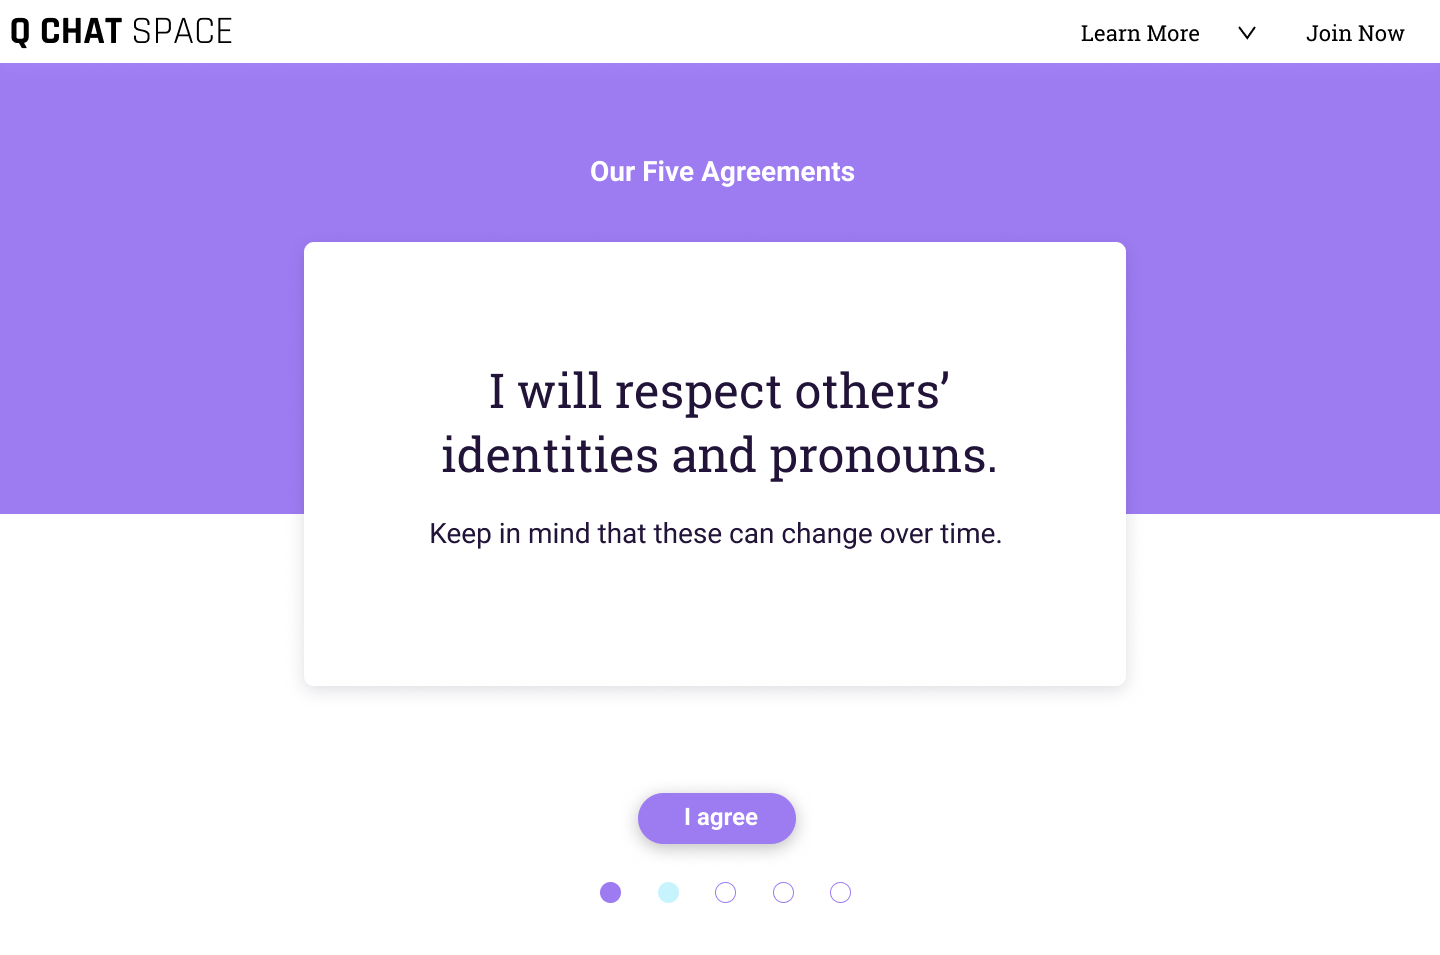 Q CHAT SPACE
Learn More
Join Now
Our Five Agreements
I will respect others’
identities and pronouns.
Keep in mind that these can change over time.
I agree